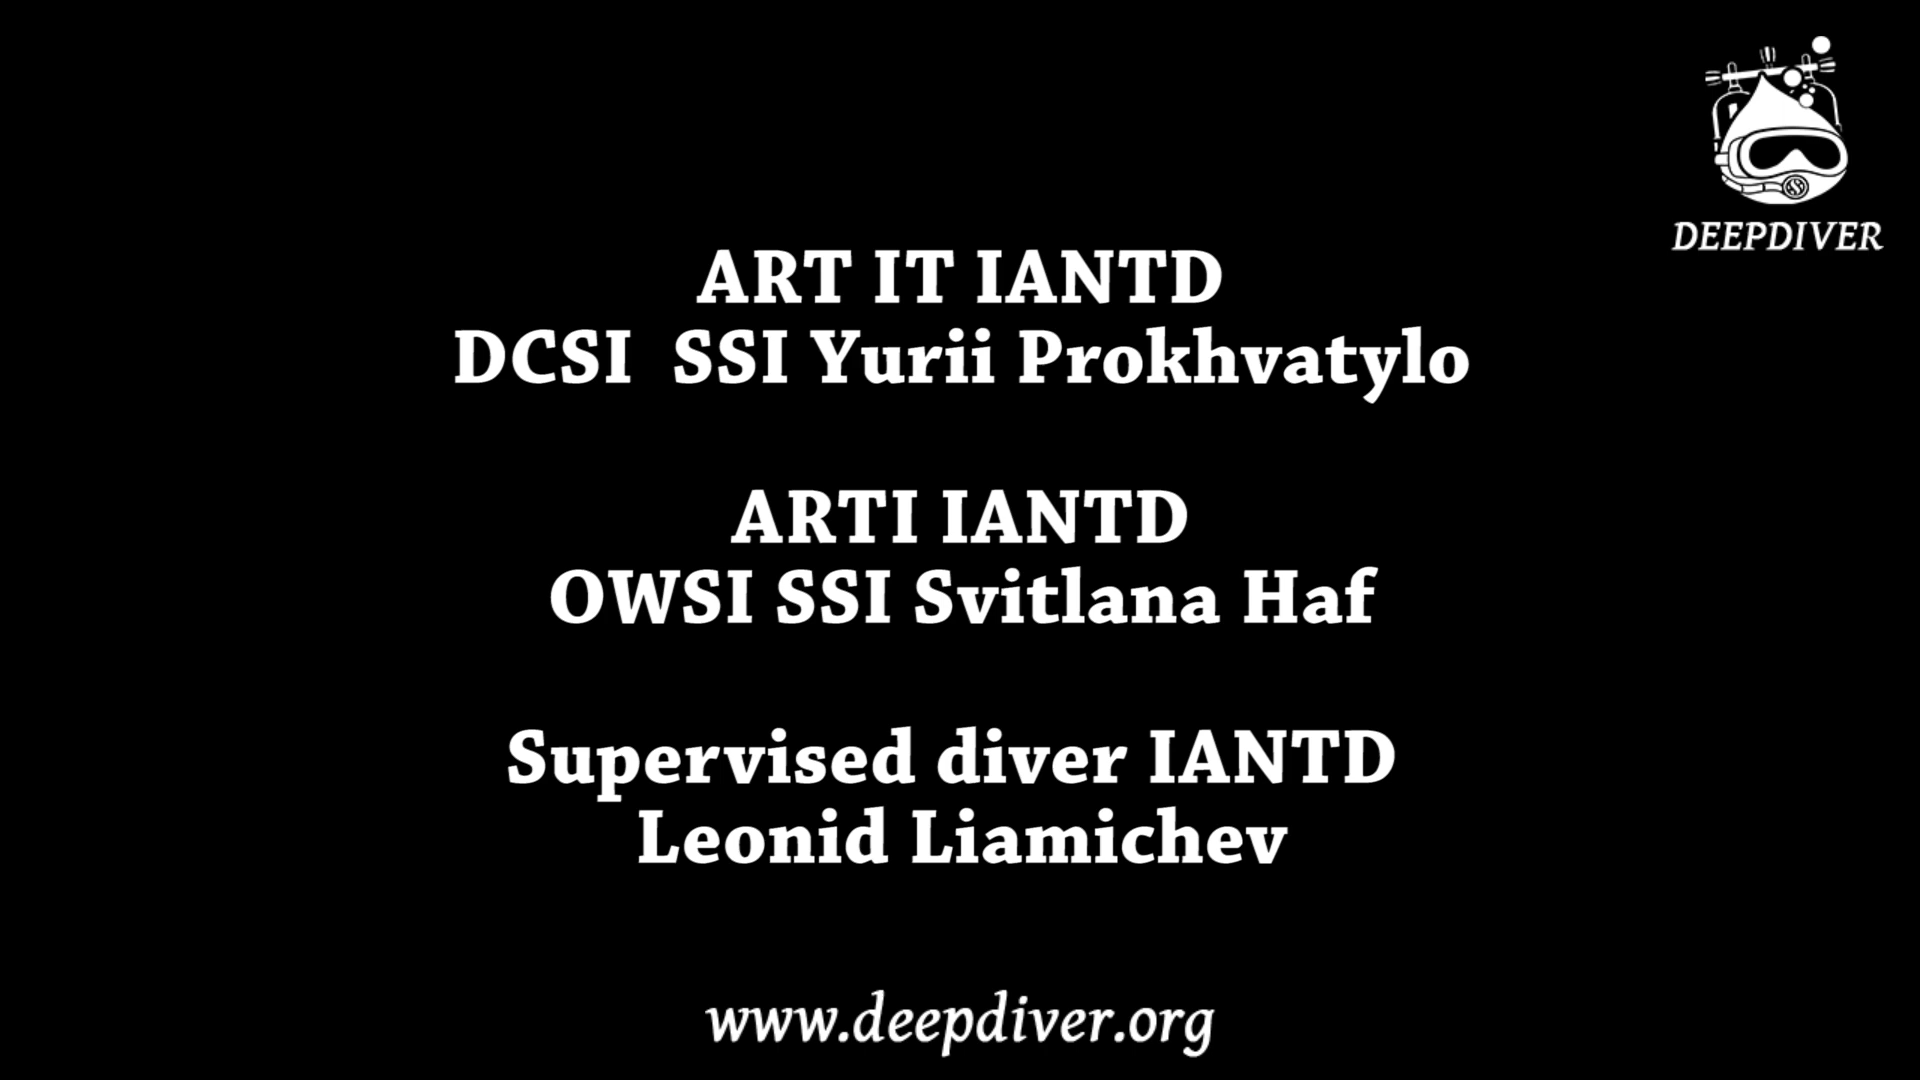 DEEPDIVER
ART IT IANTD
DCSI  SSI Yurii Prokhvatylo
ARTI IANTD
OWSI SSI Svitlana Haf
Supervised diver IANTD
Leonid Liamichev
www.deepdiver.org